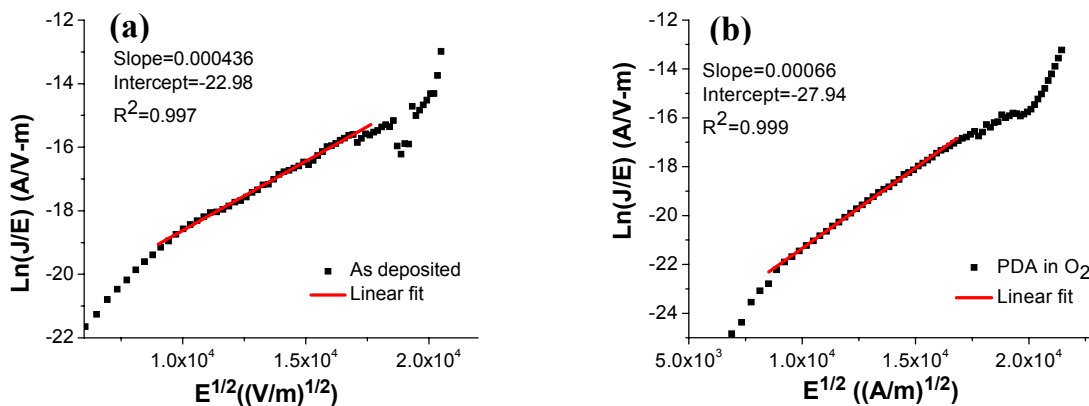 (a)
Slope=0.000436
Intercept=-22.98
R²=0.997
Ln(J/E) (A/V-m)
-12
-14
-16
-18
-20
-22
As deposited
Linear fit
1.0x10⁴
1.5x10⁴
2.0x10⁴
E^1/2((V/m)^1/2)
(b)
Slope=0.00066
Intercept=-27.94
R²=0.999
Ln(J/E) (A/V-m)
-12
-14
-16
-18
-20
-22
-24
PDA in O₂
Linear fit
5.0x10³
1.0x10⁴
1.5x10⁴
2.0x10⁴
E^1/2 ((A/m)^1/2)